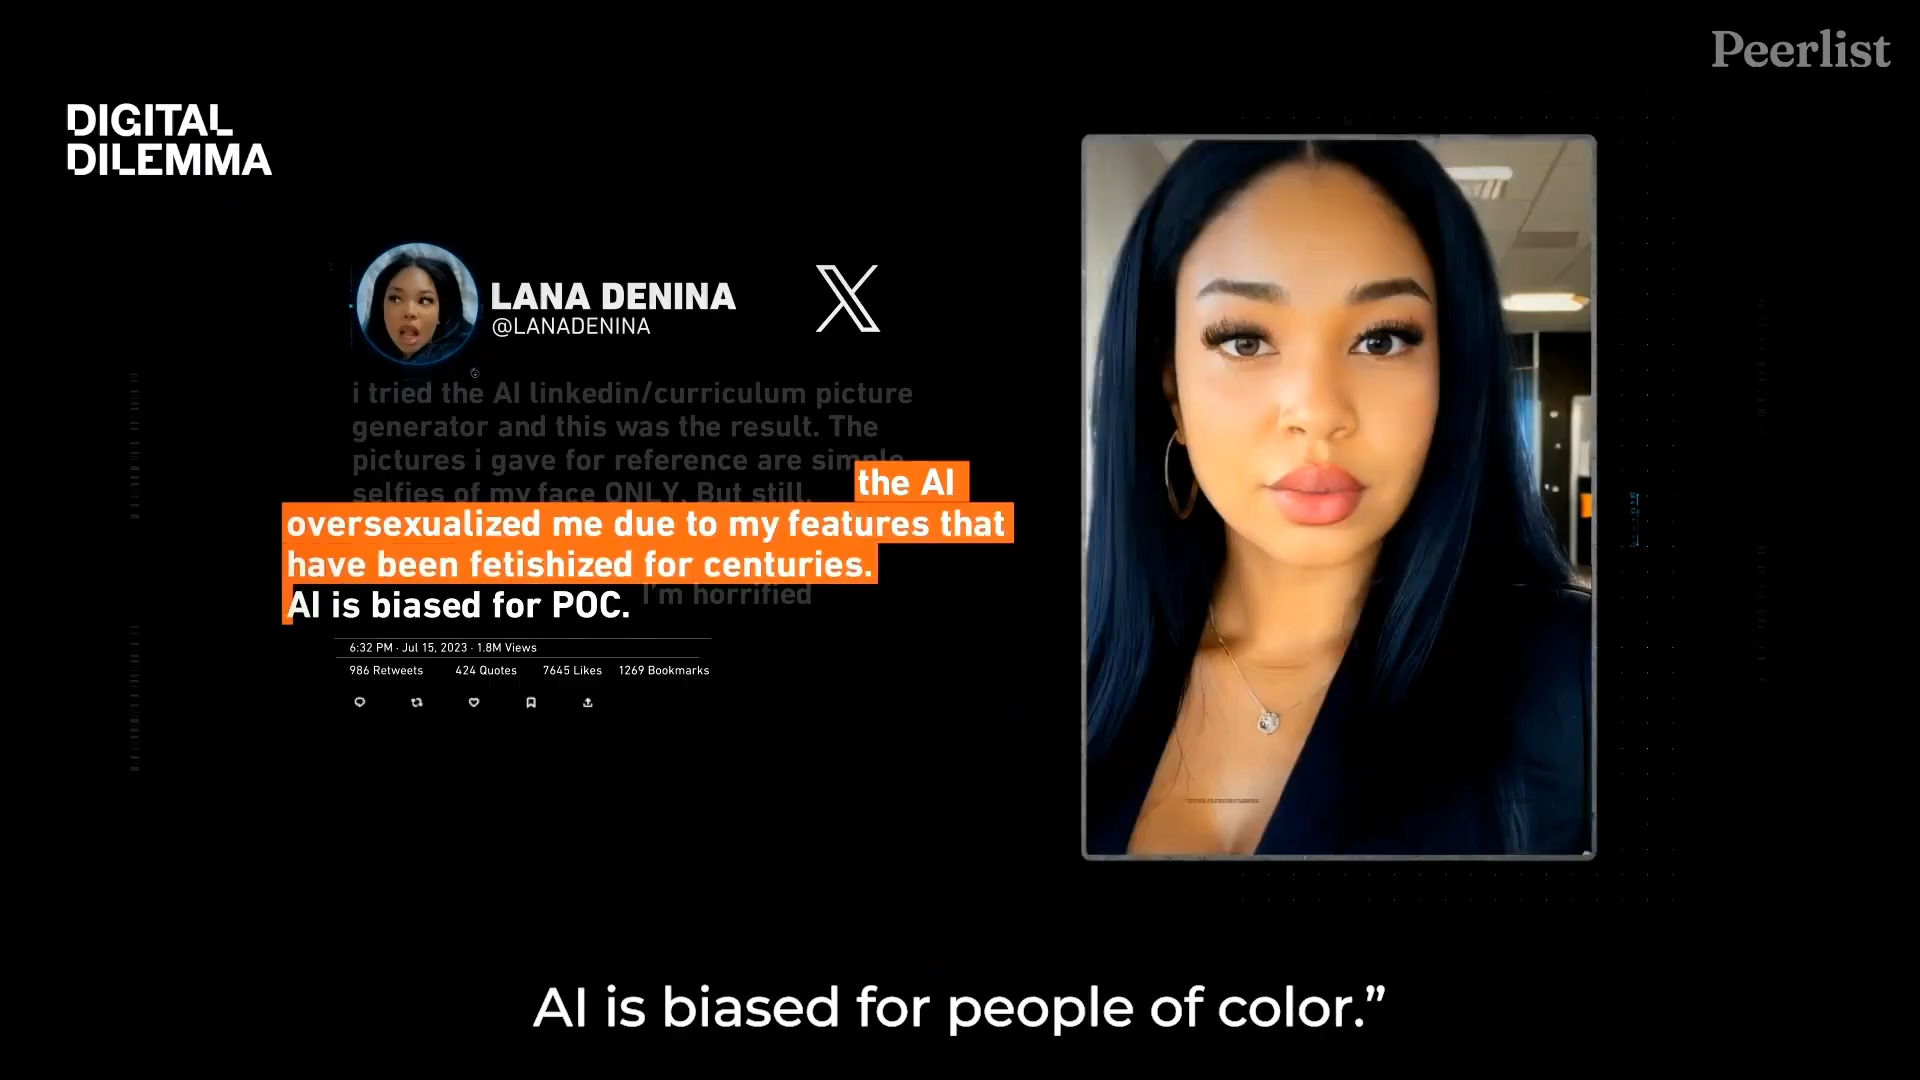 Peerlist
DIGITAL
DILEMMA
LANA DENINA
@LANADENINA
i tried the AI linkedin/curriculum picture
generator and this was the result. The
pictures i gave for reference are simple
selfies of my face ONLY. But still.
the AI
oversexualized me due to my features that
have been fetishized for centuries.
AI is biased for POC. I'm horrified
6:32 PM · Jul 15, 2023 · 1.8M Views
986 Retweets 424 Quotes 7645 Likes 1269 Bookmarks
AI is biased for people of color.”